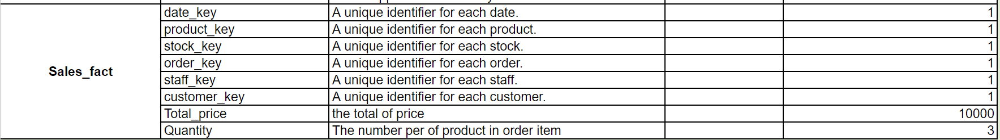 date_key A unique identifier for each date. 1
product_key A unique identifier for each product. 1
stock_key A unique identifier for each stock. 1
order_key A unique identifier for each order. 1
Sales_fact
staff_key A unique identifier for each staff. 1
customer_key A unique identifier for each customer. 1
Total_price the total of price 10000
Quantity The number per of product in order item 3